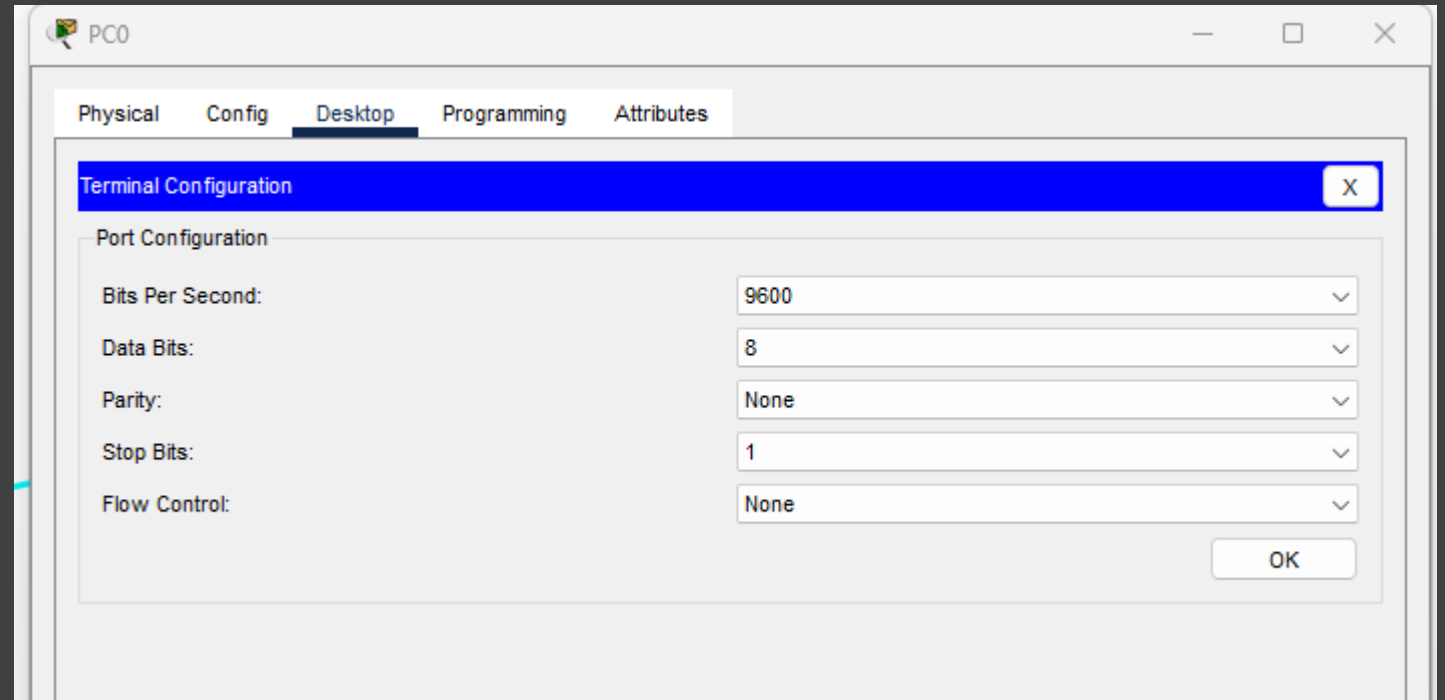 PC0
Physical Config Desktop Programming Attributes
Terminal Configuration X
Port Configuration
Bits Per Second: 9600
Data Bits: 8
Parity: None
Stop Bits: 1
Flow Control: None
OK